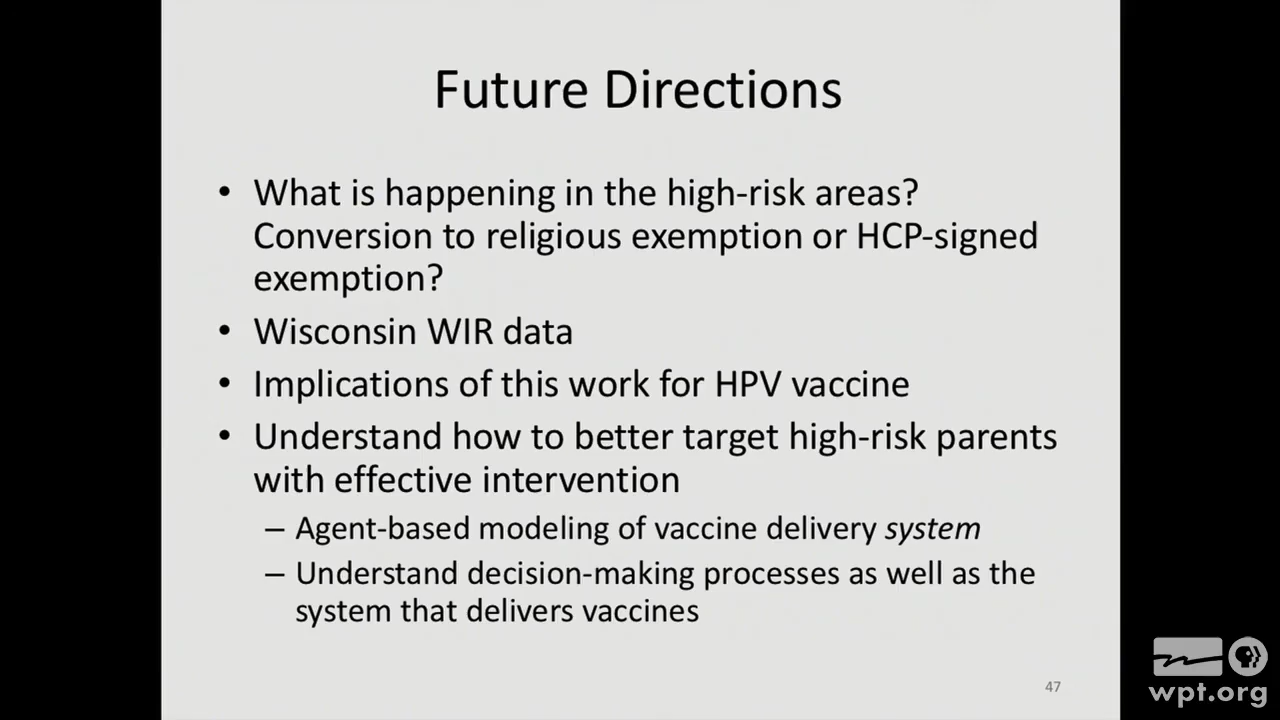 Future Directions
• What is happening in the high-risk areas?
Conversion to religious exemption or HCP-signed
exemption?
• Wisconsin WIR data
• Implications of this work for HPV vaccine
• Understand how to better target high-risk parents
with effective intervention
– Agent-based modeling of vaccine delivery system
– Understand decision-making processes as well as the
system that delivers vaccines
47
wpt.org